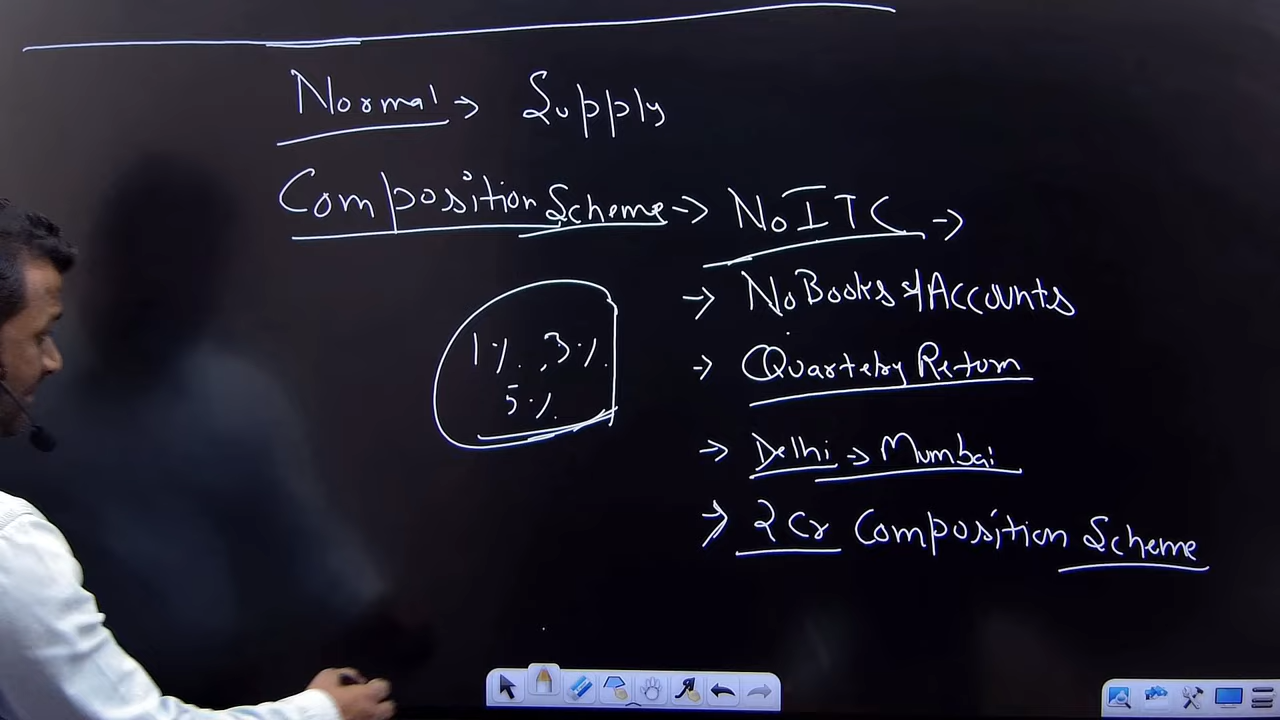 Normal → Supply
Composition Scheme → No ITC →
→ No Books of Accounts
1%, 3%
5%
→ Quarterly Return
→ Delhi → Mumbai
→ 2 Cr Composition Scheme